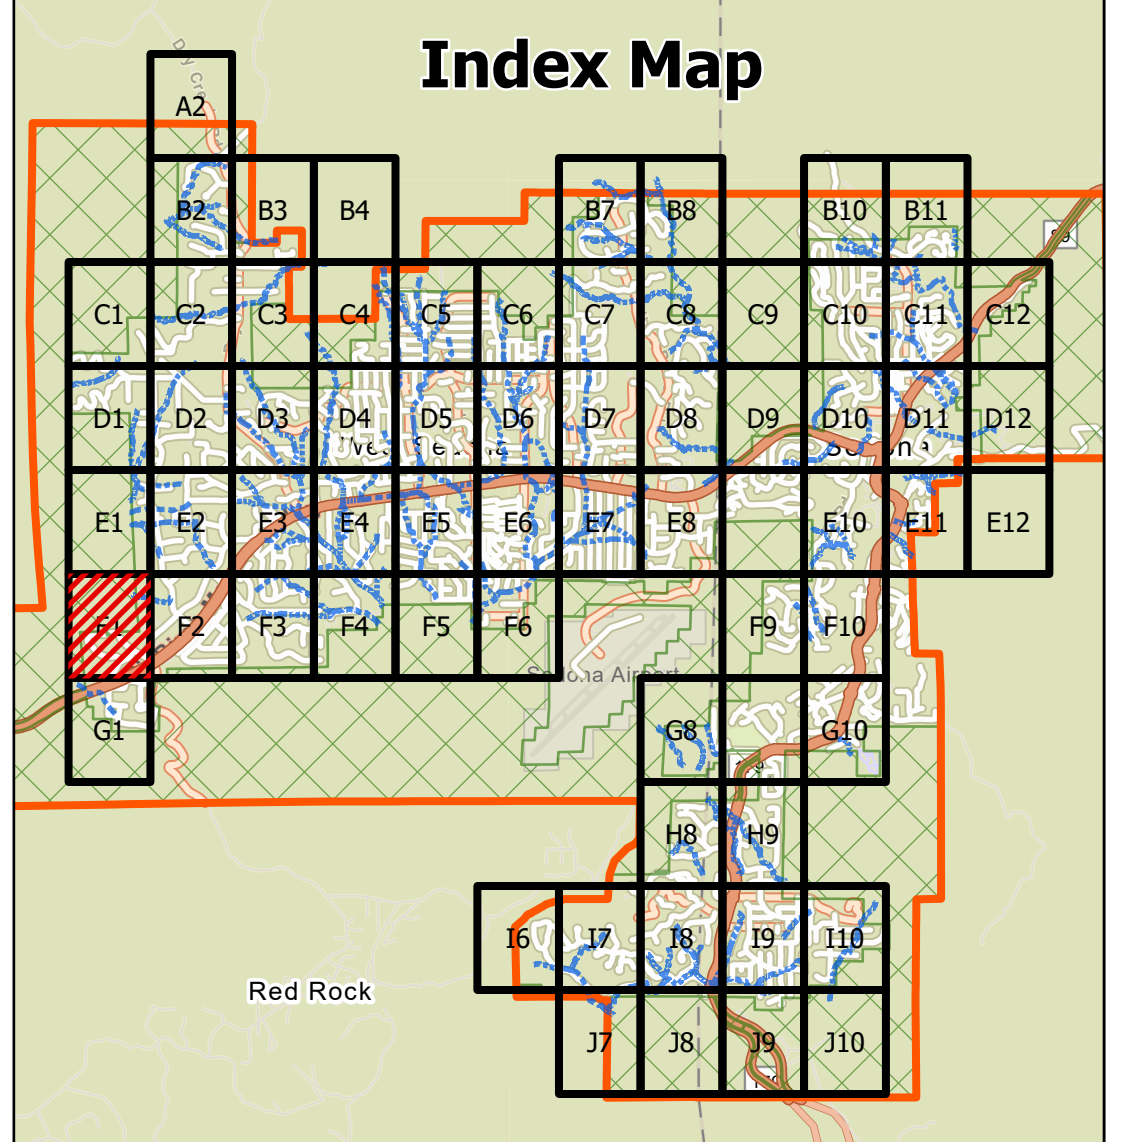 Index Map
A2
B2 B3 B4 B7 B8 B10 B11
C1 C2 C3 C4 C5 C6 C7 C8 C9 C10 C11 C12
D1 D2 D3 D4 D5 D6 D7 D8 D9 D10 D11 D12
E1 E2 E3 E4 E5 E6 E7 E8 E10 E11 E12
F1 F2 F3 F4 F5 F6 F9 F10
Sedona Airport
G1 G8 G10
H8 H9
I6 I7 I8 I9 I10
Red Rock
J7 J8 J9 J10